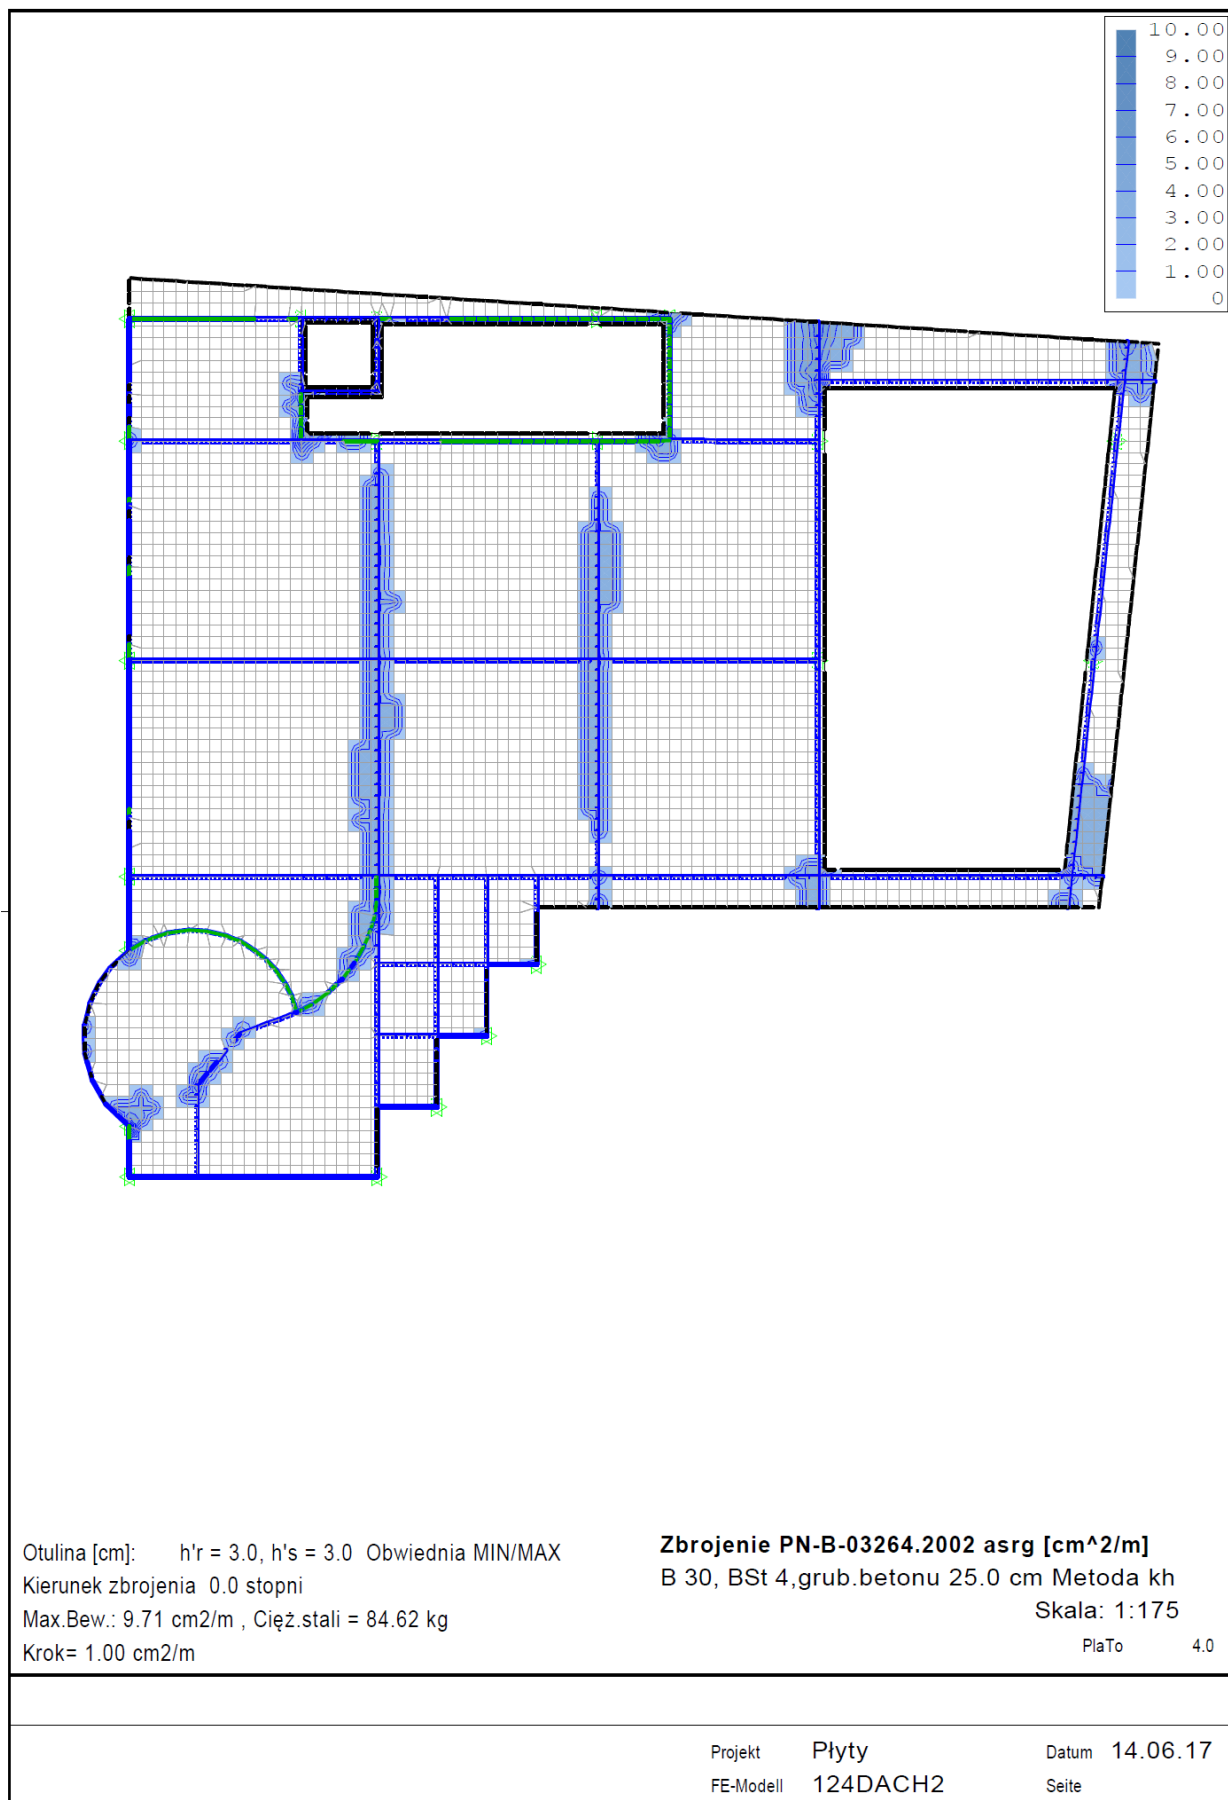 10.00
9.00
8.00
7.00
6.00
5.00
4.00
3.00
2.00
1.00
0
Otulina [cm]: h'r = 3.0, h's = 3.0 Obwiednia MIN/MAX
Kierunek zbrojenia 0.0 stopni
Max.Bew.: 9.71 cm2/m , Cięż.stali = 84.62 kg
Krok= 1.00 cm2/m
Zbrojenie PN-B-03264.2002 asrg [cm^2/m]
B 30, BSt 4,grub.betonu 25.0 cm Metoda kh
Skala: 1:175
PlaTo 4.0
Projekt Płyty Datum 14.06.17
FE-Modell 124DACH2 Seite